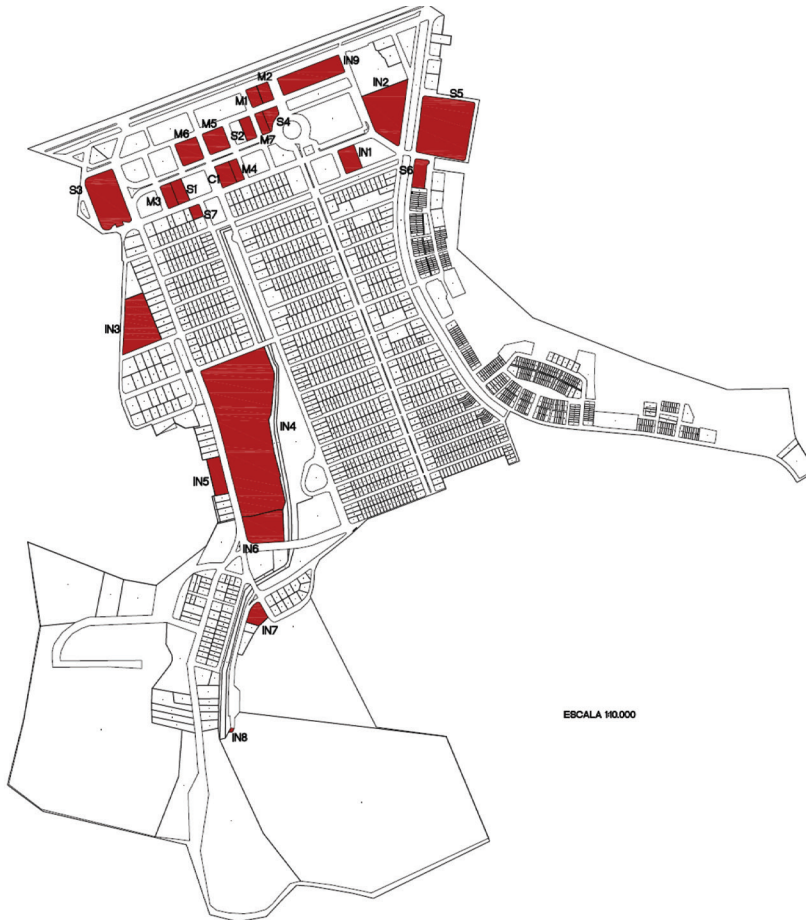 IN9
M2
IN2
M1
S5
M5
S2
S4
M6
M7
IN1
C1
M4
S6
S3
S1
M3
S7
IN3
IN4
IN5
IN6
IN7
ESCALA 1:10.000
IN8